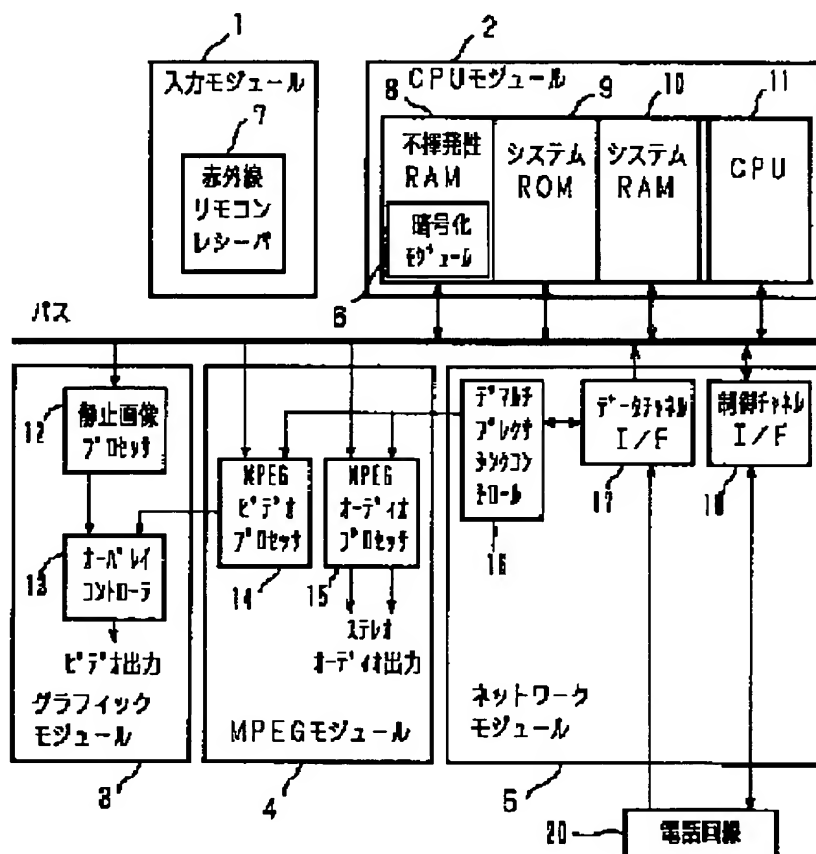 1
2
入力モジュール
CPUモジュール
7
8
9
10
11
赤外線
リモコン
レシーバ
不揮発性
RAM
暗号化
モジュール
6
システム
ROM
システム
RAM
CPU
バス
12
静止画像
プロセッサ
13
オーバレイ
コントローラ
ビデオ出力
グラフィック
モジュール
3
MPEG
ビデオ
プロセッサ
14
MPEG
オーディオ
プロセッサ
15
ステレオ
オーディオ出力
MPEGモジュール
4
デマルチ
プレクサ
シンクコン
トロール
16
データチャネル
I/F
17
制御チャネル
I/F
18
ネットワーク
モジュール
5
20
電話回線